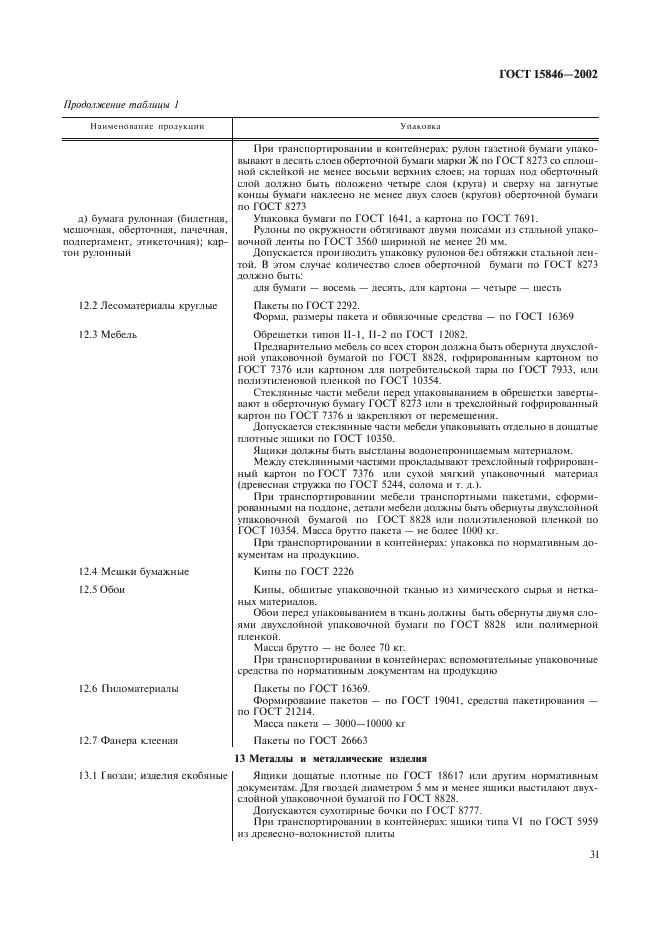 ГОСТ 15846—2002
Продолжение таблицы 1
Наименование продукции
Упаковка
При транспортировании в контейнерах: рулон газетной бумаги упако-
вывают в десять слоев оберточной бумаги марки Ж по ГОСТ 8273 со сплош-
ной склейкой не менее восьми верхних слоев; на торцах под оберточный
слой должно быть положено четыре слоя (круга) и сверху на загнутые
концы бумаги наклеено не менее двух слоев (кругов) оберточной бумаги
по ГОСТ 8273
д) бумага рулонная (билетная,
мешочная, оберточная, пачечная,
подпергамент, этикеточная); кар-
тон рулонный
Упаковка бумаги по ГОСТ 1641, а картона по ГОСТ 7691.
Рулоны по окружности обтягивают двумя поясами из стальной упако-
вочной ленты по ГОСТ 3560 шириной не менее 20 мм.
Допускается производить упаковку рулонов без обтяжки стальной лен-
той. В этом случае количество слоев оберточной бумаги по ГОСТ 8273
должно быть:
для бумаги — восемь — десять, для картона — четыре — шесть
12.2 Лесоматериалы круглые
Пакеты по ГОСТ 2292.
Форма, размеры пакета и обвязочные средства — по ГОСТ 16369
12.3 Мебель
Обрешетки типов II-1, II-2 по ГОСТ 12082.
Предварительно мебель со всех сторон должна быть обернута двухслой-
ной упаковочной бумагой по ГОСТ 8828, гофрированным картоном по
ГОСТ 7376 или картоном для потребительской тары по ГОСТ 7933, или
полиэтиленовой пленкой по ГОСТ 10354.
Стеклянные части мебели перед упаковыванием в обрешетки заверты-
вают в оберточную бумагу ГОСТ 8273 или в трехслойный гофрированный
картон по ГОСТ 7376 и закрепляют от перемещения.
Допускается стеклянные части мебели упаковывать отдельно в дощатые
плотные ящики по ГОСТ 10350.
Ящики должны быть выстланы водонепроницаемым материалом.
Между стеклянными частями прокладывают трехслойный гофрирован-
ный картон по ГОСТ 7376 или сухой мягкий упаковочный материал
(древесная стружка по ГОСТ 5244, солома и т. д.).
При транспортировании мебели транспортными пакетами, сформи-
рованными на поддоне, детали мебели должны быть обернуты двухслойной
упаковочной бумагой по ГОСТ 8828 или полиэтиленовой пленкой по
ГОСТ 10354. Масса брутто пакета — не более 1000 кг.
При транспортировании в контейнерах: упаковка по нормативным до-
кументам на продукцию.
12.4 Мешки бумажные
Кипы по ГОСТ 2226
12.5 Обои
Кипы, обшитые упаковочной тканью из химического сырья и нетка-
ных материалов.
Обои перед упаковыванием в ткань должны быть обернуты двумя сло-
ями двухслойной упаковочной бумаги по ГОСТ 8828 или полимерной
пленкой.
Масса брутто — не более 70 кг.
При транспортировании в контейнерах: вспомогательные упаковочные
средства по нормативным документам на продукцию
12.6 Пиломатериалы
Пакеты по ГОСТ 16369.
Формирование пакетов — по ГОСТ 19041, средства пакетирования —
по ГОСТ 21214.
Масса пакета — 3000—10000 кг
12.7 Фанера клееная
Пакеты по ГОСТ 26663
13 Металлы и металлические изделия
13.1 Гвозди; изделия скобяные
Ящики дощатые плотные по ГОСТ 18617 или другим нормативным
документам. Для гвоздей диаметром 5 мм и менее ящики выстилают двух-
слойной упаковочной бумагой по ГОСТ 8828.
Допускаются сухотарные бочки по ГОСТ 8777.
При транспортировании в контейнерах: ящики типа VI по ГОСТ 5959
из древесно-волокнистой плиты
31